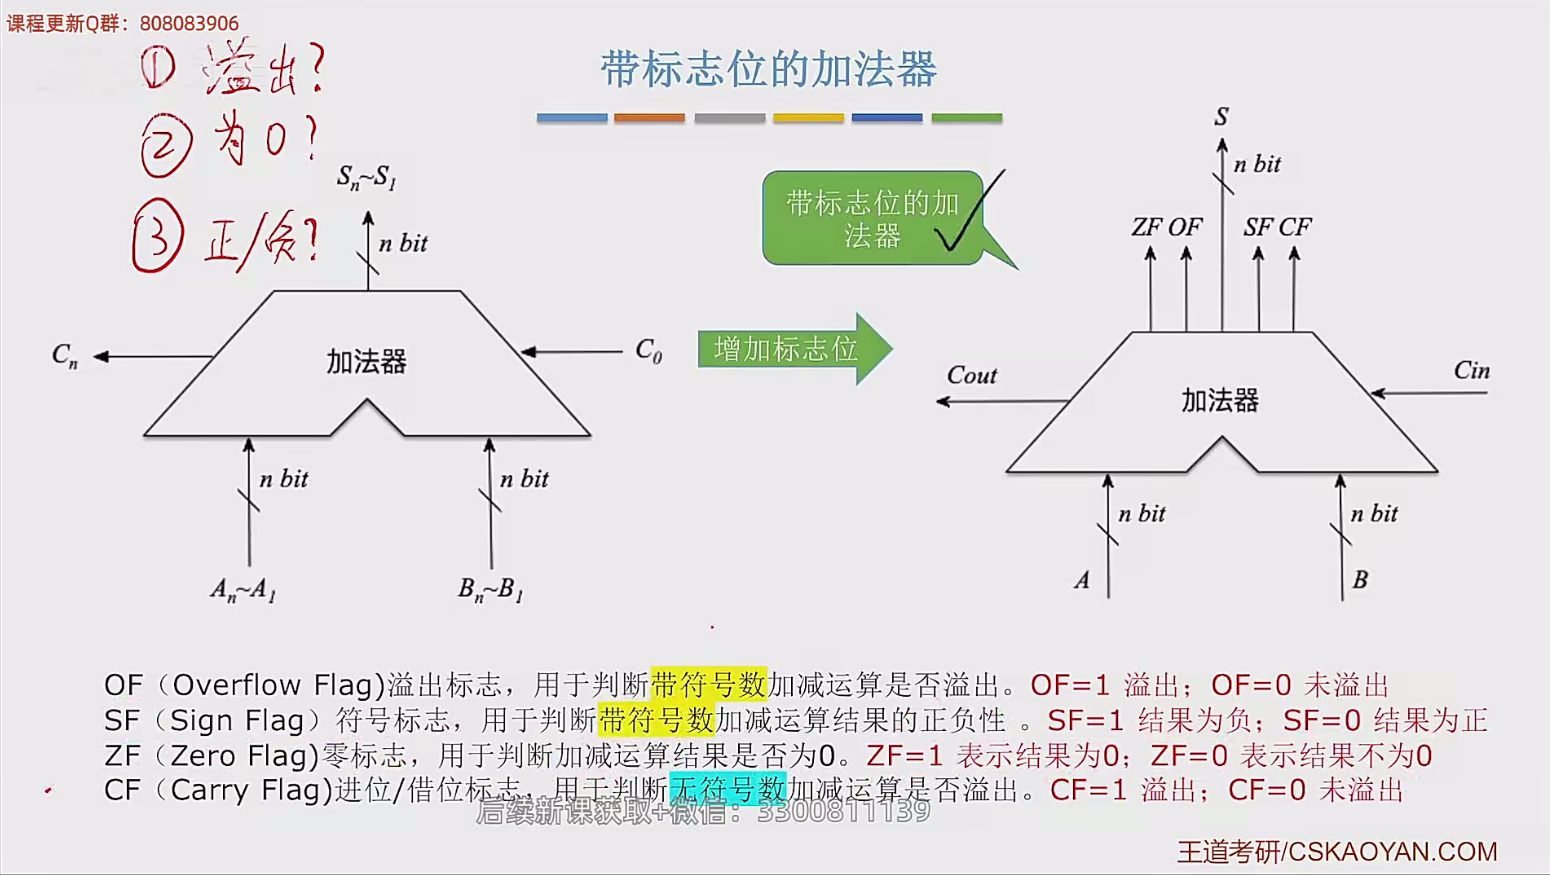 课程更新Q群：808083906
① 溢出?
② 为0?
③ 正/负?
带标志位的加法器
Sn~S1
n bit
加法器
Cn
C0
n bit
n bit
An~A1
Bn~B1
带标志位的加
法器
增加标志位
S
n bit
ZF OF SF CF
Cout
Cin
加法器
n bit
n bit
A
B
OF（Overflow Flag)溢出标志，用于判断带符号数加减运算是否溢出。OF=1 溢出；OF=0 未溢出
SF（Sign Flag）符号标志，用于判断带符号数加减运算结果的正负性 。SF=1 结果为负；SF=0 结果为正
ZF（Zero Flag)零标志，用于判断加减运算结果是否为0。ZF=1 表示结果为0；ZF=0 表示结果不为0
CF（Carry Flag)进位/借位标志，用于判断无符号数加减运算是否溢出。CF=1 溢出；CF=0 未溢出
后续新课获取+微信：3300811139
王道考研/CSKAOYAN.COM